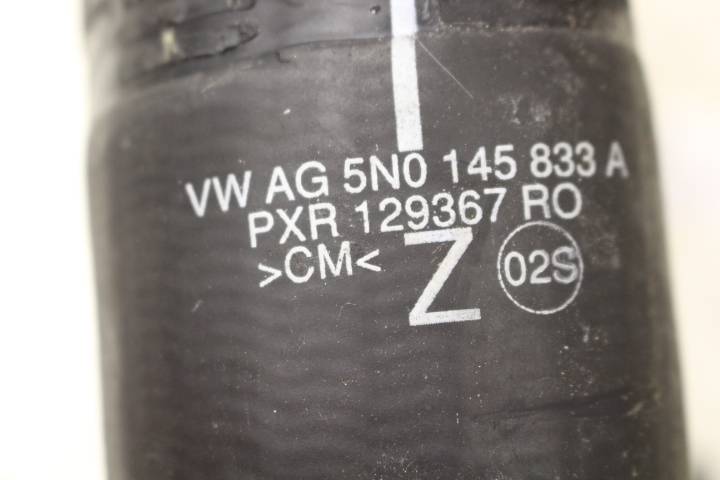 VW AG 5N0 145 833 A
PXR 129367 RO
>CM<
Z
02S